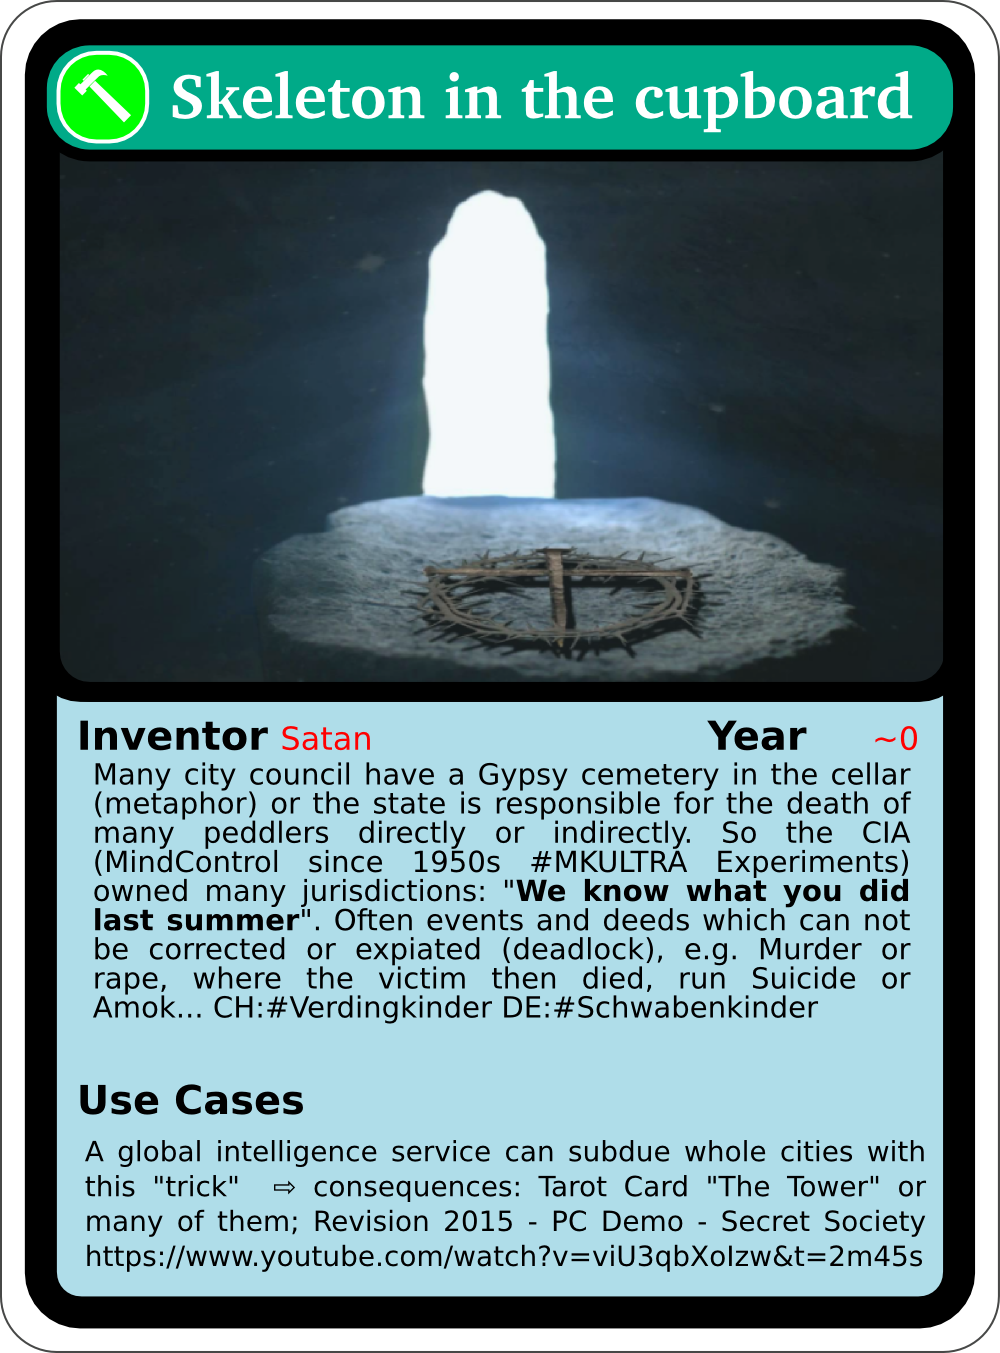 Skeleton in the cupboard
Inventor Satan Year ~0
Many city council have a Gypsy cemetery in the cellar
(metaphor) or the state is responsible for the death of
many peddlers directly or indirectly. So the CIA
(MindControl since 1950s #MKULTRA Experiments)
owned many jurisdictions: "We know what you did
last summer". Often events and deeds which can not
be corrected or expiated (deadlock), e.g. Murder or
rape, where the victim then died, run Suicide or
Amok... CH:#Verdingkinder DE:#Schwabenkinder
Use Cases
A global intelligence service can subdue whole cities with
this "trick" ⇨ consequences: Tarot Card "The Tower" or
many of them; Revision 2015 - PC Demo - Secret Society
https://www.youtube.com/watch?v=viU3qbXoIzw&t=2m45s